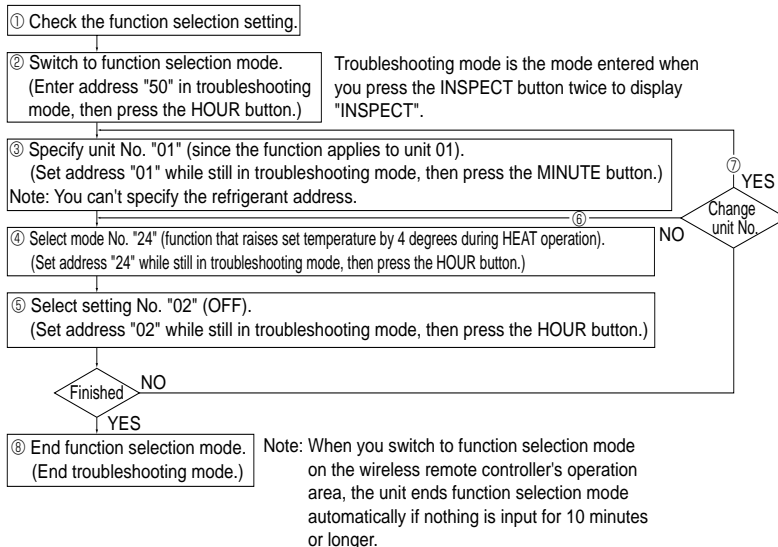 ① Check the function selection setting.
② Switch to function selection mode.
(Enter address "50" in troubleshooting
mode, then press the HOUR button.)
Troubleshooting mode is the mode entered when
you press the INSPECT button twice to display
"INSPECT".
③ Specify unit No. "01" (since the function applies to unit 01).
(Set address "01" while still in troubleshooting mode, then press the MINUTE button.)
Note: You can't specify the refrigerant address.
⑦
YES
Change
unit No.
⑥
NO
④ Select mode No. "24" (function that raises set temperature by 4 degrees during HEAT operation).
(Set address "24" while still in troubleshooting mode, then press the HOUR button.)
⑤ Select setting No. "02" (OFF).
(Set address "02" while still in troubleshooting mode, then press the HOUR button.)
Finished
NO
YES
⑧ End function selection mode.
(End troubleshooting mode.)
Note: When you switch to function selection mode
on the wireless remote controller's operation
area, the unit ends function selection mode
automatically if nothing is input for 10 minutes
or longer.